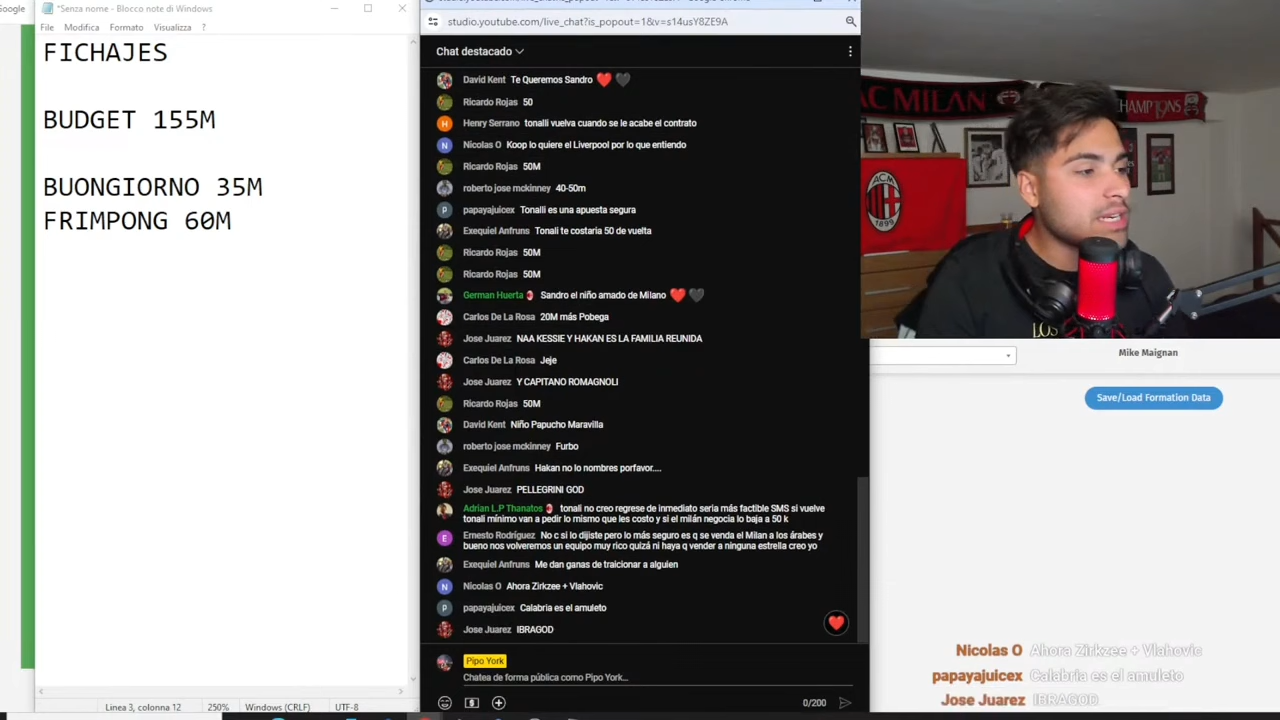 Google
*Senza nome - Blocco note di Windows
File Modifica Formato Visualizza ?
FICHAJES
BUDGET 155M
BUONGIORNO 35M
FRIMPONG 60M
Linea 3, colonna 12 250% Windows (CRLF) UTF-8
studio.youtube.com/live_chat?is_popout=1&v=s14usY8ZE9A
Chat destacado
David Kent Te Queremos Sandro ❤️🖤
Ricardo Rojas 50
Henry Serrano tonalli vuelva cuando se le acabe el contrato
Nicolas O Koop lo quiere el Liverpool por lo que entiendo
Ricardo Rojas 50M
roberto jose mckinney 40-50m
papayajuicex Tonalli es una apuesta segura
Exequiel Anfruns Tonali te costaria 50 de vuelta
Ricardo Rojas 50M
Ricardo Rojas 50M
German Huerta Sandro el niño amado de Milano ❤️🖤
Carlos De La Rosa 20M más Pobega
Jose Juarez NAA KESSIE Y HAKAN ES LA FAMILIA REUNIDA
Carlos De La Rosa Jeje
Jose Juarez Y CAPITANO ROMAGNOLI
Ricardo Rojas 50M
David Kent Niño Papucho Maravilla
roberto jose mckinney Furbo
Exequiel Anfruns Hakan no lo nombres porfavor....
Jose Juarez PELLEGRINI GOD
Adrian L.P Thanatos tonali no creo regrese de inmediato seria más factible SMS si vuelve
tonali mínimo van a pedir lo mismo que les costo y si el milán negocia lo baja a 50 k
Ernesto Rodríguez No c si lo dijiste pero lo más seguro es q se venda el Milan a los árabes y
bueno nos volveremos un equipo muy rico quizá ni haya q vender a ninguna estrella creo yo
Exequiel Anfruns Me dan ganas de traicionar a alguien
Nicolas O Ahora Zirkzee + Vlahovic
papayajuicex Calabria es el amuleto
Jose Juarez IBRAGOD
Pipo York
Chatea de forma pública como Pipo York...
0/200
AC MILAN
CHAMPIONS
ACM
1899
LOS
Mike Maignan
Save/Load Formation Data
Nicolas O Ahora Zirkzee + Vlahovic
papayajuicex Calabria es el amuleto
Jose Juarez IBRAGOD